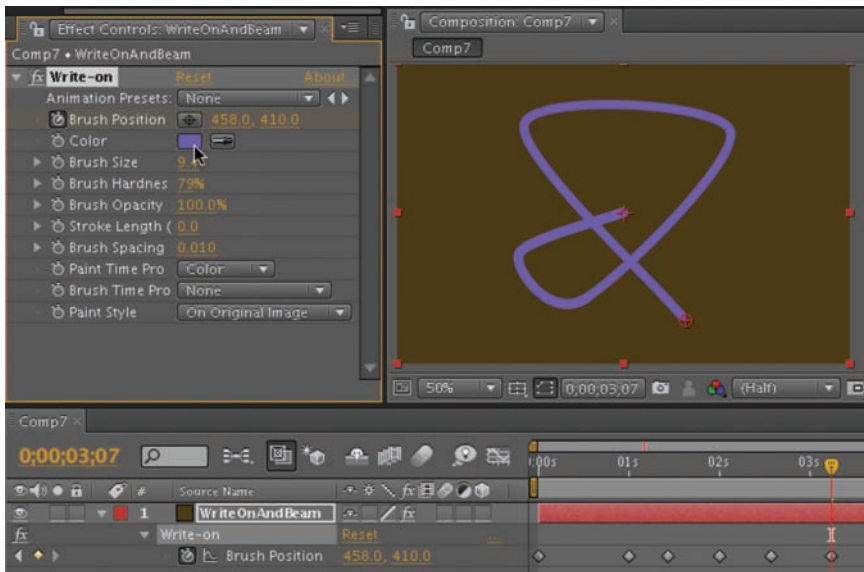 Effect Controls: WriteOnAndBeam
Comp7 • WriteOnAndBeam
fx Write-on Reset About...
Animation Presets: None
Brush Position 458.0, 410.0
Color
Brush Size
Brush Hardnes 79%
Brush Opacity 100.0%
Stroke Length ( 0.0
Brush Spacing 0.010
Paint Time Pro Color
Brush Time Pro None
Paint Style On Original Image
Composition: Comp7
Comp7
50% 0;00;03;07 (Half)
Comp7
0;00;03;07
:00s 01s 02s 03s
# Source Name fx
1 WriteOnAndBeam fx
fx Write-on Reset ...
Brush Position 458.0, 410.0